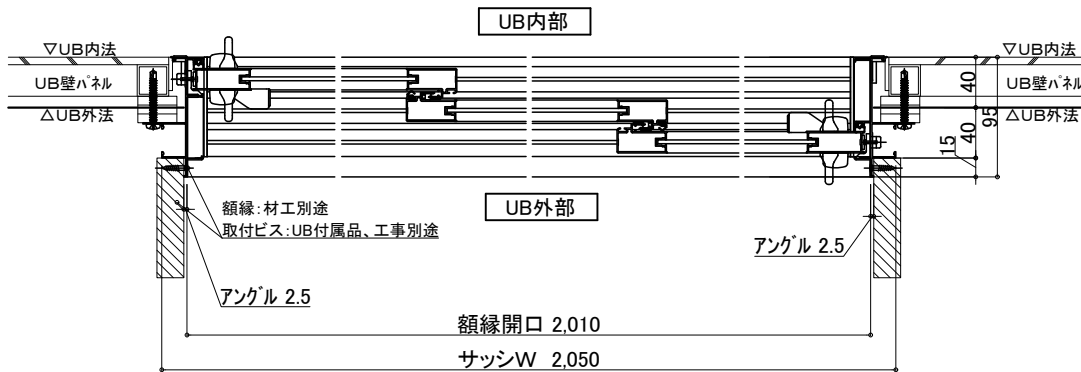 UB内部
▽UB内法
▽UB内法
UB壁パネル
UB壁パネル
△UB外法
△UB外法
40
40
15
95
額縁：材工別途
取付ビス：UB付属品、工事別途
UB外部
アングル 2.5
アングル 2.5
額縁開口 2,010
サッシW 2,050